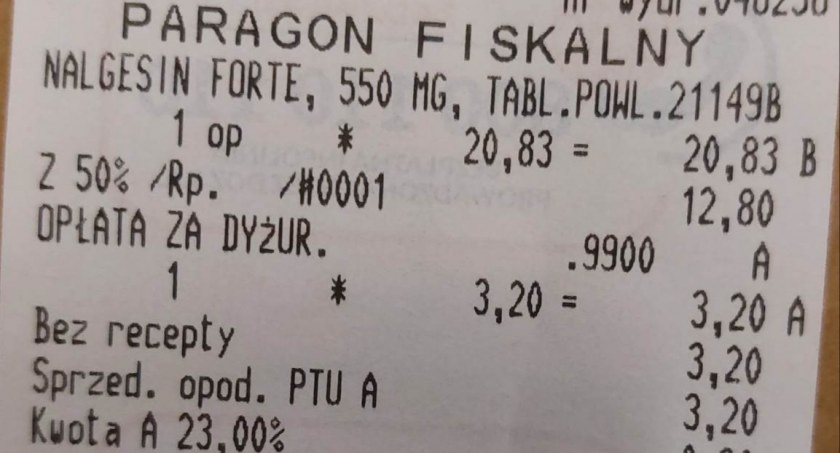 PARAGON FISKALNY
NALGESIN FORTE, 550 MG, TABL.POWL.21149B
1 op * 20,83 = 20,83 B
Z 50% /Rp. /#0001 12,80
OPŁATA ZA DYŻUR. .9900 A
1 * 3,20 = 3,20 A
Bez recepty 3,20
Sprzed. opod. PTU A 3,20
Kwota A 23,00%